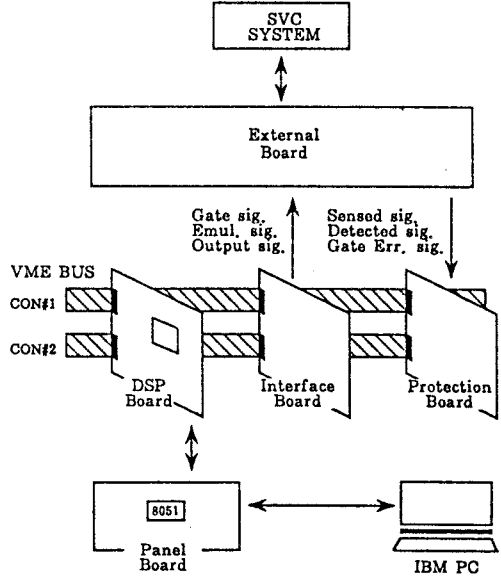 SVC
SYSTEM
External
Board
Gate sig.
Emul. sig.
Output sig.
Sensed sig.
Detected sig.
Gate Err. sig.
VME BUS
CON#1
CON#2
DSP
Board
Interface
Board
Protection
Board
8051
Panel
Board
IBM PC